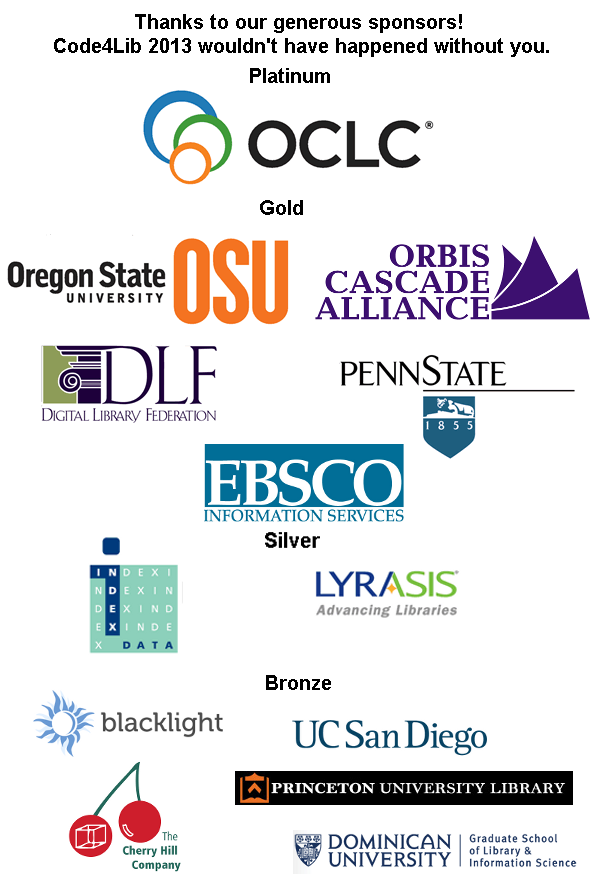 Thanks to our generous sponsors!
Code4Lib 2013 wouldn't have happened without you.
Platinum
OCLC®
Gold
Oregon State
UNIVERSITY
OSU
ORBIS
CASCADE
ALLIANCE
DLF
DIGITAL LIBRARY FEDERATION
PENNSTATE
1855
EBSCO
INFORMATION SERVICES
Silver
INDEXI
NDEXIN
DEXIND
EXINDE
X DATA
LYRASIS
Advancing Libraries
Bronze
blacklight
UC San Diego
PRINCETON UNIVERSITY LIBRARY
The
Cherry Hill
Company
DOMINICAN
UNIVERSITY
Graduate School
of Library &
Information Science